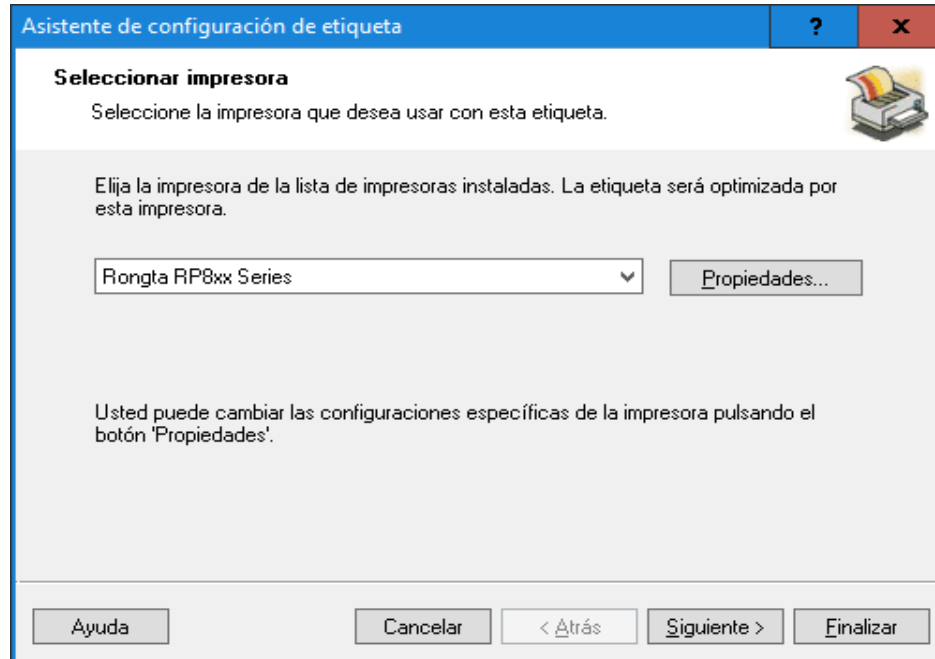 Asistente de configuración de etiqueta
?
x
Seleccionar impresora
Seleccione la impresora que desea usar con esta etiqueta.
Elija la impresora de la lista de impresoras instaladas. La etiqueta será optimizada por
esta impresora.
Rongta RP8xx Series
Propiedades...
Usted puede cambiar las configuraciones específicas de la impresora pulsando el
botón 'Propiedades'.
Ayuda
Cancelar
< Atrás
Siguiente >
Finalizar